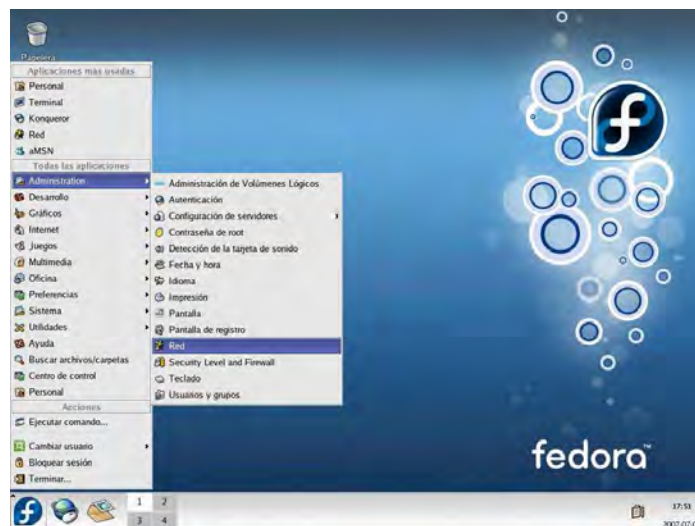 Papelera
Aplicaciones más usadas
Personal
Terminal
Konqueror
Red
aMSN
Todas las aplicaciones
Administration
Desarrollo
Gráficos
Internet
Juegos
Multimedia
Oficina
Preferencias
Sistema
Utilidades
Ayuda
Buscar archivos/carpetas
Centro de control
Personal
Acciones
Ejecutar comando...
Cambiar usuario
Bloquear sesión
Terminar...
Administración de Volúmenes Lógicos
Autenticación
Configuración de servidores
Contraseña de root
Detección de la tarjeta de sonido
Fecha y hora
Idioma
Impresión
Pantalla
Pantalla de registro
Red
Security Level and Firewall
Teclado
Usuarios y grupos
fedora™
1 2
3 4
17:51